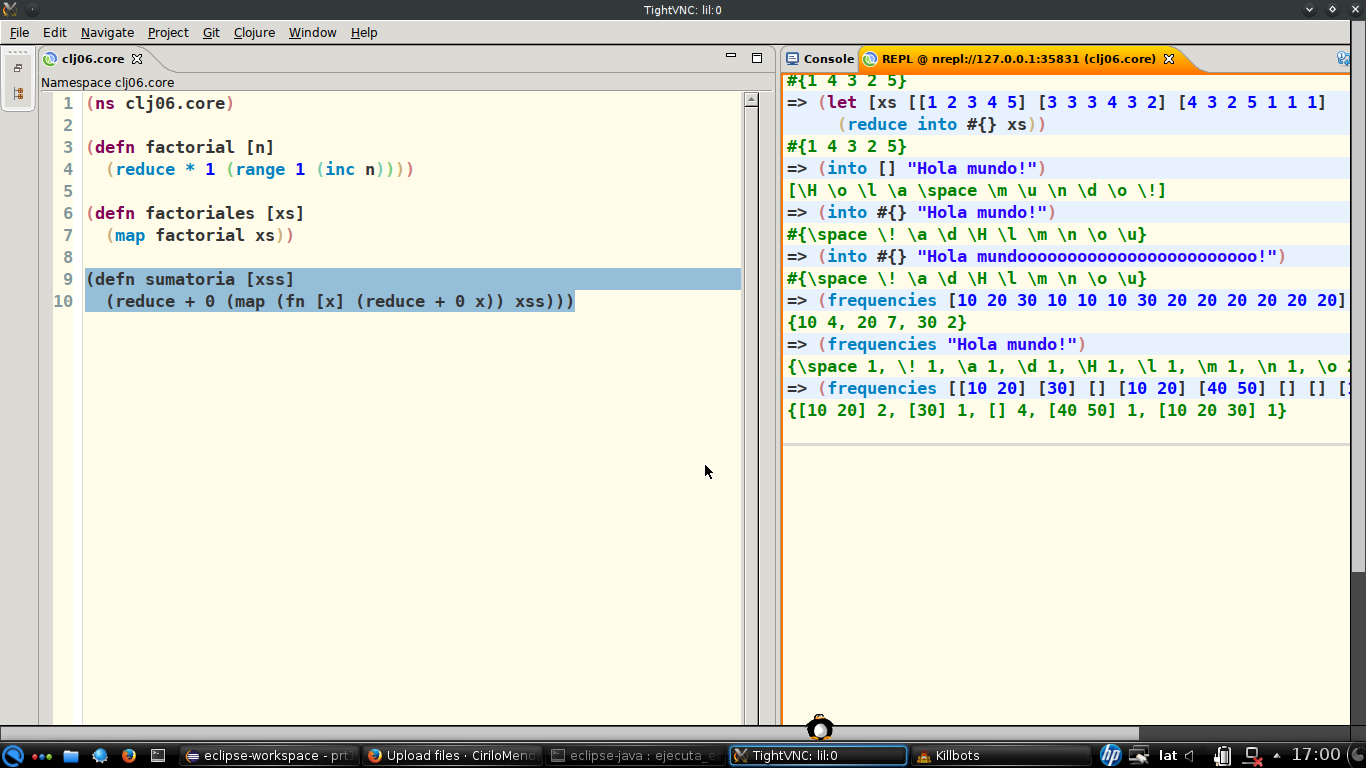 TightVNC: lil:0
File Edit Navigate Project Git Clojure Window Help
clj06.core
Namespace clj06.core
1 (ns clj06.core)
2
3 (defn factorial [n]
4   (reduce * 1 (range 1 (inc n))))
5
6 (defn factoriales [xs]
7   (map factorial xs))
8
9 (defn sumatoria [xss]
10   (reduce + 0 (map (fn [x] (reduce + 0 x)) xss)))
Console REPL @ nrepl://127.0.0.1:35831 (clj06.core)
#{1 4 3 2 5}
=> (let [xs [[1 2 3 4 5] [3 3 3 4 3 2] [4 3 2 5 1 1 1]
     (reduce into #{} xs))
#{1 4 3 2 5}
=> (into [] "Hola mundo!")
[\H \o \l \a \space \m \u \n \d \o \!]
=> (into #{} "Hola mundo!")
#{\space \! \a \d \H \l \m \n \o \u}
=> (into #{} "Hola mundoooooooooooooooooooooooo!")
#{\space \! \a \d \H \l \m \n \o \u}
=> (frequencies [10 20 30 10 10 10 30 20 20 20 20 20 20]
{10 4, 20 7, 30 2}
=> (frequencies "Hola mundo!")
{\space 1, \! 1, \a 1, \d 1, \H 1, \l 1, \m 1, \n 1, \o
=> (frequencies [[10 20] [30] [] [10 20] [40 50] [] [] [
{[10 20] 2, [30] 1, [] 4, [40 50] 1, [10 20 30] 1}
eclipse-workspace - prt
Upload files · CiriloMen
eclipse-java : ejecuta_e
TightVNC: lil:0
Killbots
hp
lat
17:00